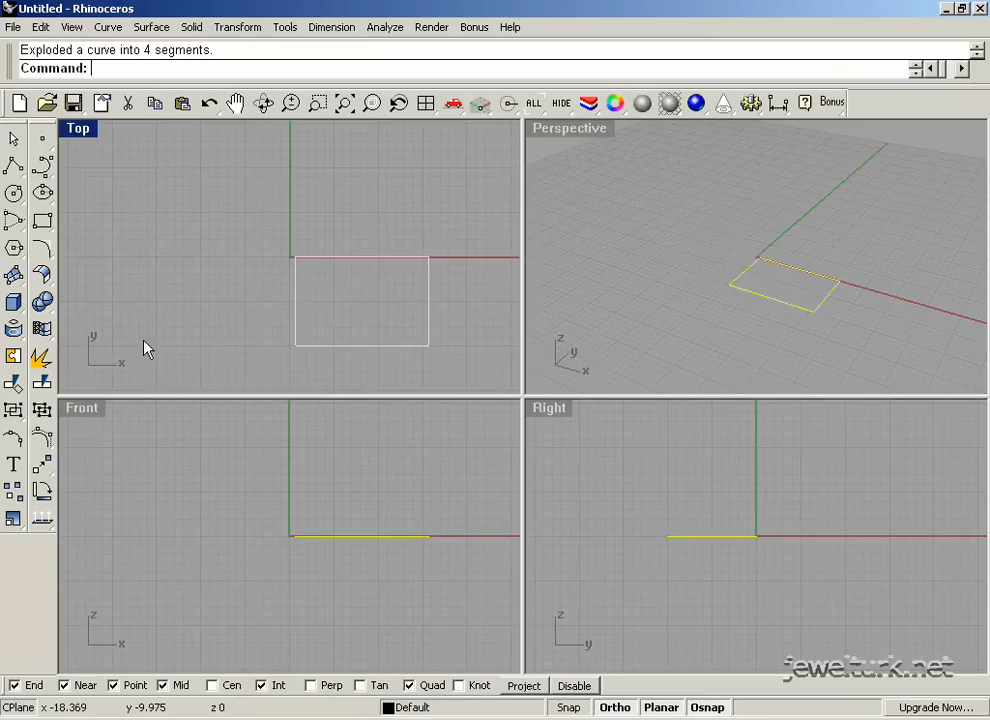 Untitled - Rhinoceros
File Edit View Curve Surface Solid Transform Tools Dimension Analyze Render Bonus Help
Exploded a curve into 4 segments.
Command:
ALL HIDE Bonus
Top
Perspective
y
x
z
y
x
T
Front
Right
z
x
z
y
jewelturk.net
End Near Point Mid Cen Int Perp Tan Quad Knot Project Disable
CPlane x -18.369 y -9.975 z 0 Default Snap Ortho Planar Osnap Upgrade Now...